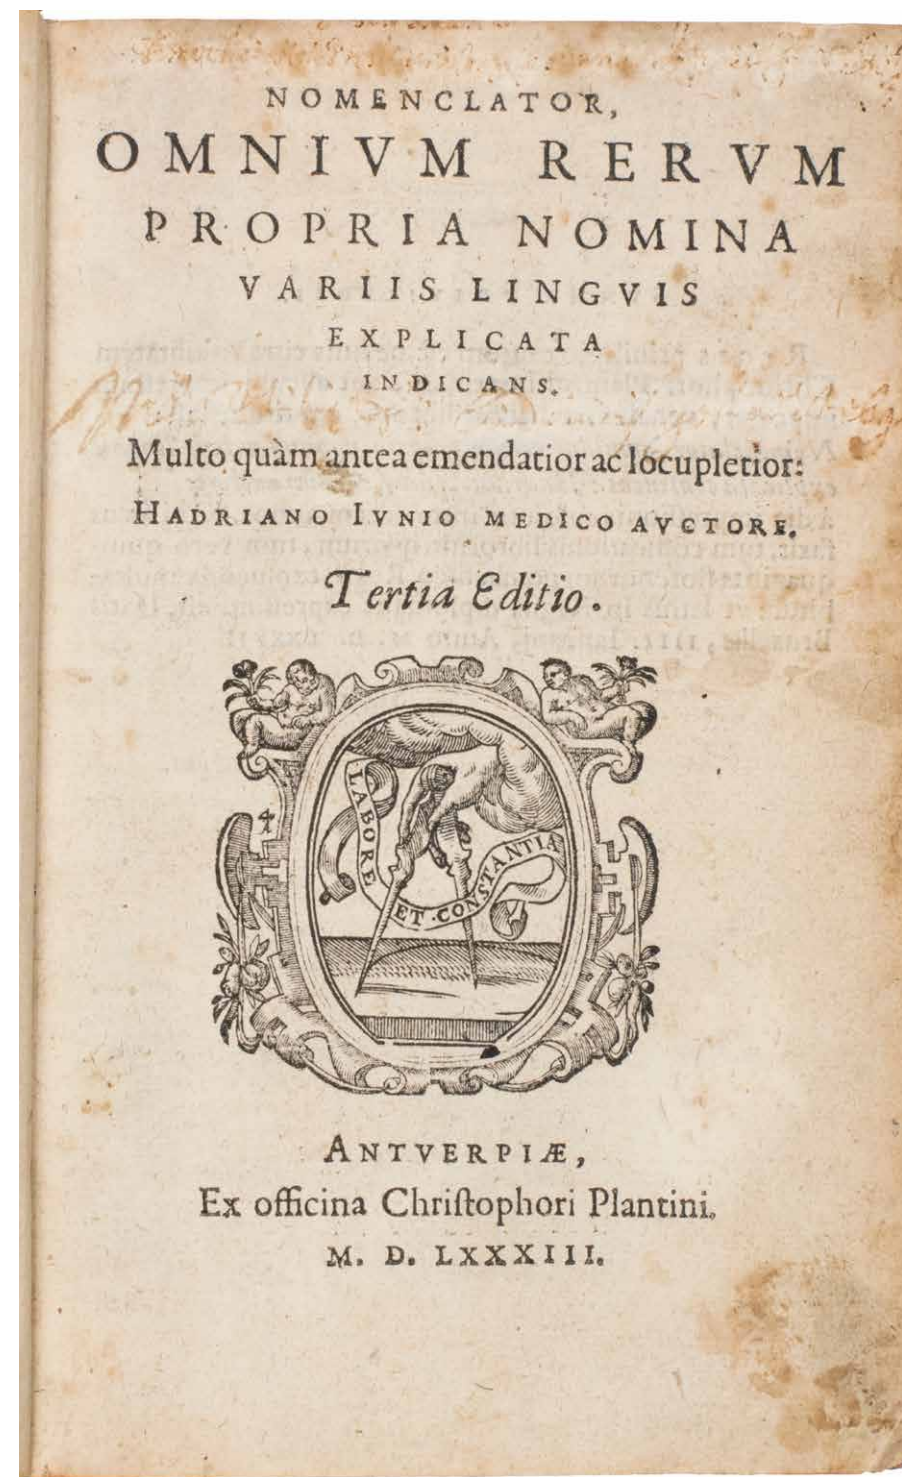 NOMENCLATOR,
OMNIVM RERVM
PROPRIA NOMINA
VARIIS LINGVIS
EXPLICATA
INDICANS.
Multo quàm antea emendatior ac locupletior:
HADRIANO IVNIO MEDICO AVCTORE.
Tertia Editio.
LABORE ET CONSTANTIA
ANTVERPIÆ,
Ex officina Chriſtophori Plantini.
M. D. LXXXIII.